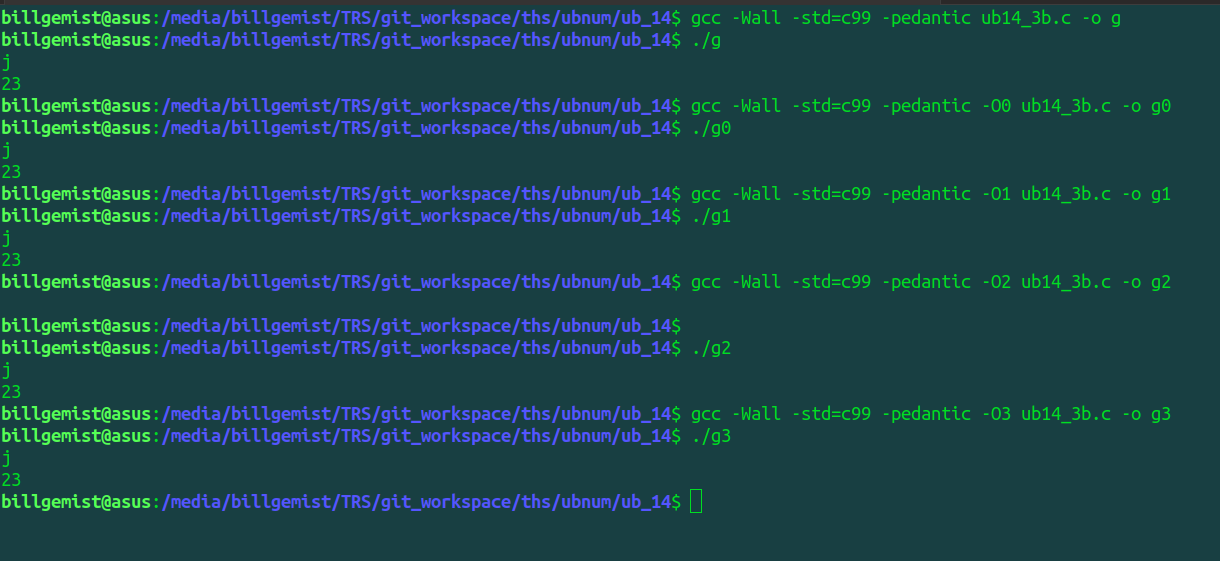 billgemist@asus:/media/billgemist/TRS/git_workspace/ths/ubnum/ub_14$ gcc -Wall -std=c99 -pedantic ub14_3b.c -o g
billgemist@asus:/media/billgemist/TRS/git_workspace/ths/ubnum/ub_14$ ./g
j
23
billgemist@asus:/media/billgemist/TRS/git_workspace/ths/ubnum/ub_14$ gcc -Wall -std=c99 -pedantic -O0 ub14_3b.c -o g0
billgemist@asus:/media/billgemist/TRS/git_workspace/ths/ubnum/ub_14$ ./g0
j
23
billgemist@asus:/media/billgemist/TRS/git_workspace/ths/ubnum/ub_14$ gcc -Wall -std=c99 -pedantic -O1 ub14_3b.c -o g1
billgemist@asus:/media/billgemist/TRS/git_workspace/ths/ubnum/ub_14$ ./g1
j
23
billgemist@asus:/media/billgemist/TRS/git_workspace/ths/ubnum/ub_14$ gcc -Wall -std=c99 -pedantic -O2 ub14_3b.c -o g2
billgemist@asus:/media/billgemist/TRS/git_workspace/ths/ubnum/ub_14$
billgemist@asus:/media/billgemist/TRS/git_workspace/ths/ubnum/ub_14$ ./g2
j
23
billgemist@asus:/media/billgemist/TRS/git_workspace/ths/ubnum/ub_14$ gcc -Wall -std=c99 -pedantic -O3 ub14_3b.c -o g3
billgemist@asus:/media/billgemist/TRS/git_workspace/ths/ubnum/ub_14$ ./g3
j
23
billgemist@asus:/media/billgemist/TRS/git_workspace/ths/ubnum/ub_14$